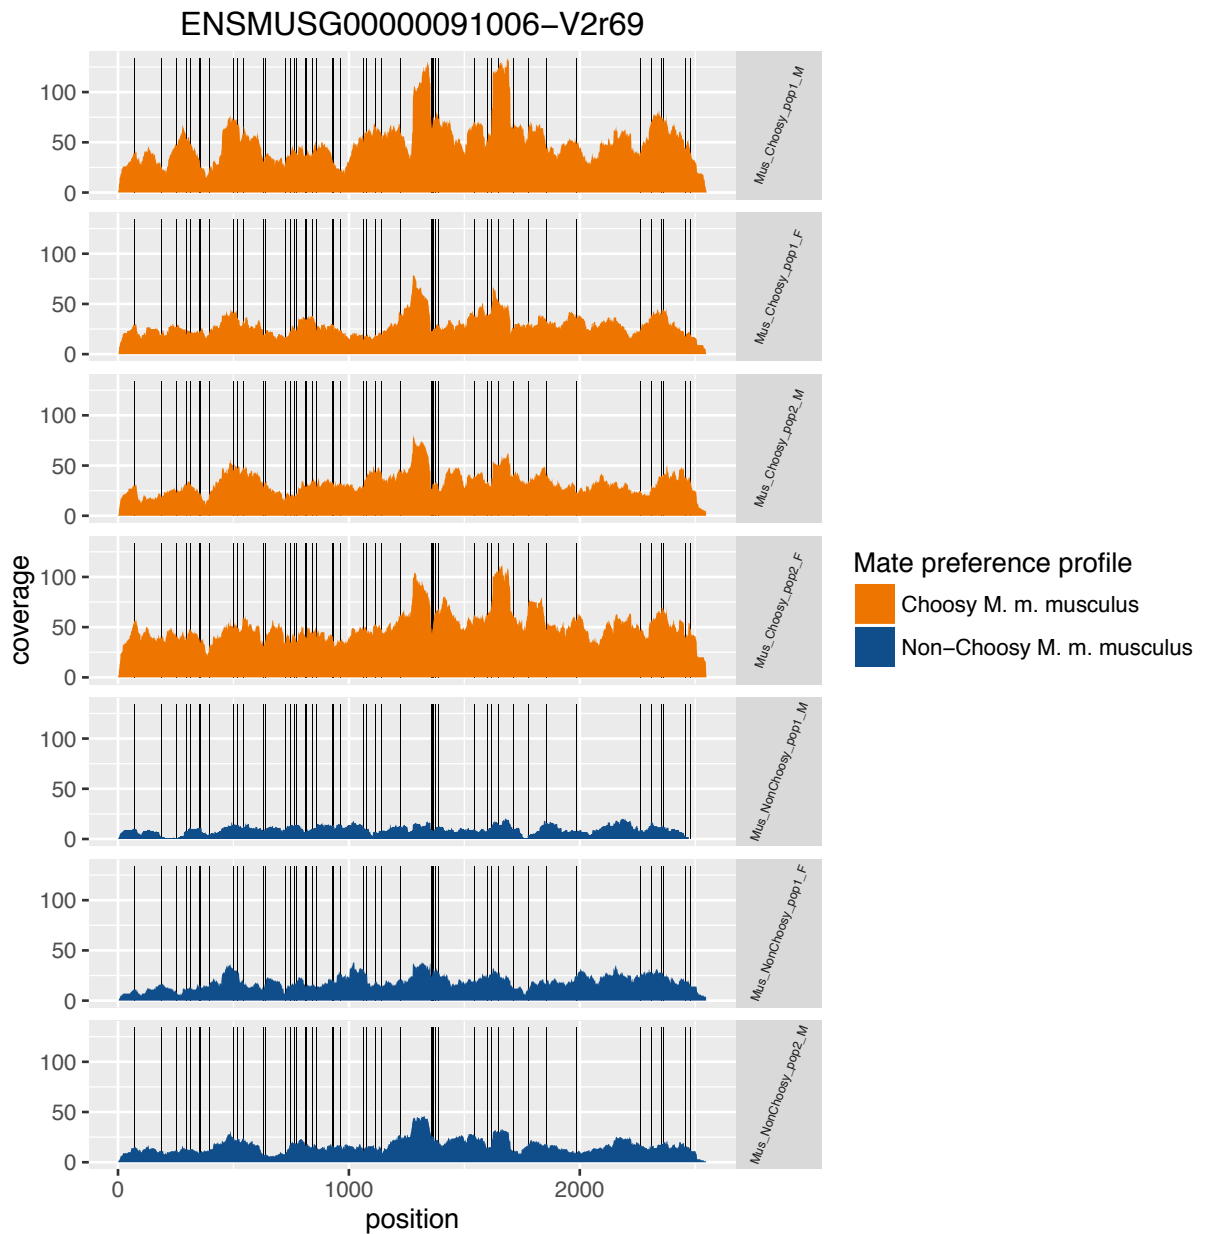 ENSMUSG00000091006−V2r69
100
50
0
Mus_Choosy_pop1_M
100
50
0
Mus_Choosy_pop1_F
100
50
0
Mus_Choosy_pop2_M
100
50
0
Mus_Choosy_pop2_F
100
50
0
Mus_NonChoosy_pop1_M
100
50
0
Mus_NonChoosy_pop1_F
100
50
0
Mus_NonChoosy_pop2_M
0 1000 2000
position
coverage
Mate preference profile
Choosy M. m. musculus
Non−Choosy M. m. musculus